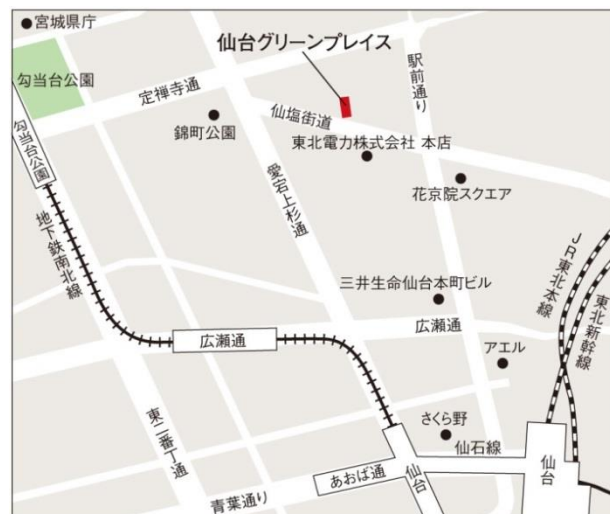 宮城県庁
仙台グリーンプレイス
駅前通り
勾当台公園
定禅寺通
仙塩街道
勾当台公園
錦町公園
東北電力株式会社 本店
花京院スクエア
愛宕上杉通
地下鉄南北線
JR東北本線
東北新幹線
三井生命仙台本町ビル
広瀬通
広瀬通
アエル
東二番丁通
さくら野
仙石線
仙台
仙台
あおば通
青葉通り